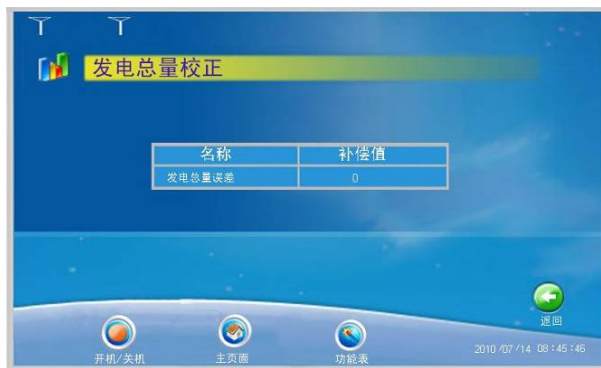 发电总量校正
名称 补偿值
发电总量误差 0
返回
开机/关机 主页面 功能表 2010/07/14 08:45:46